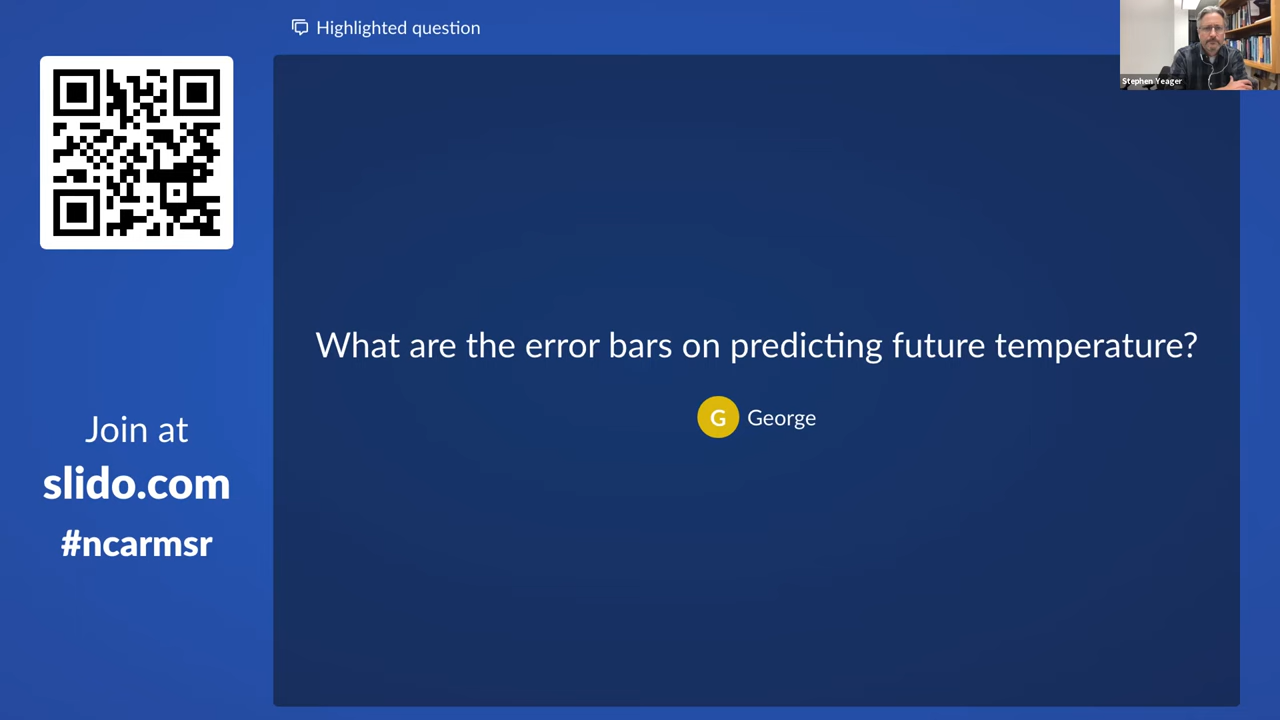 Highlighted question
Stephen Yeager
What are the error bars on predicting future temperature?
G George
Join at
slido.com
#ncarmsr